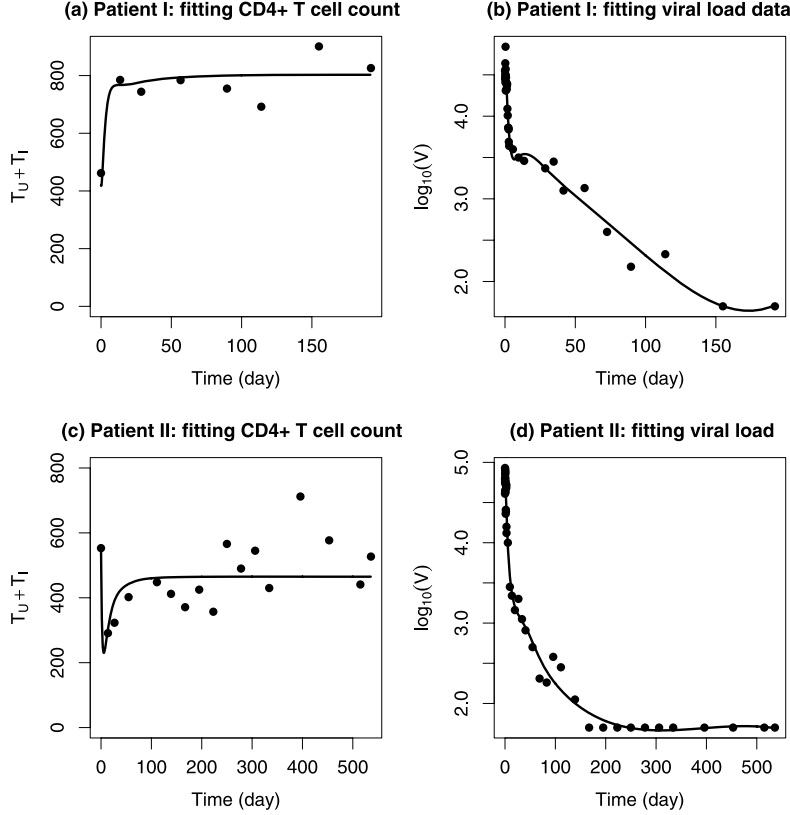 (a) Patient I: fitting CD4+ T cell count
800
600
400
200
0
T_U + T_I
0 50 100 150
Time (day)
(b) Patient I: fitting viral load data
4.0
3.0
2.0
log₁₀(V)
0 50 100 150
Time (day)
(c) Patient II: fitting CD4+ T cell count
800
600
400
200
0
T_U + T_I
0 100 200 300 400 500
Time (day)
(d) Patient II: fitting viral load
5.0
4.0
3.0
2.0
log₁₀(V)
0 100 200 300 400 500
Time (day)